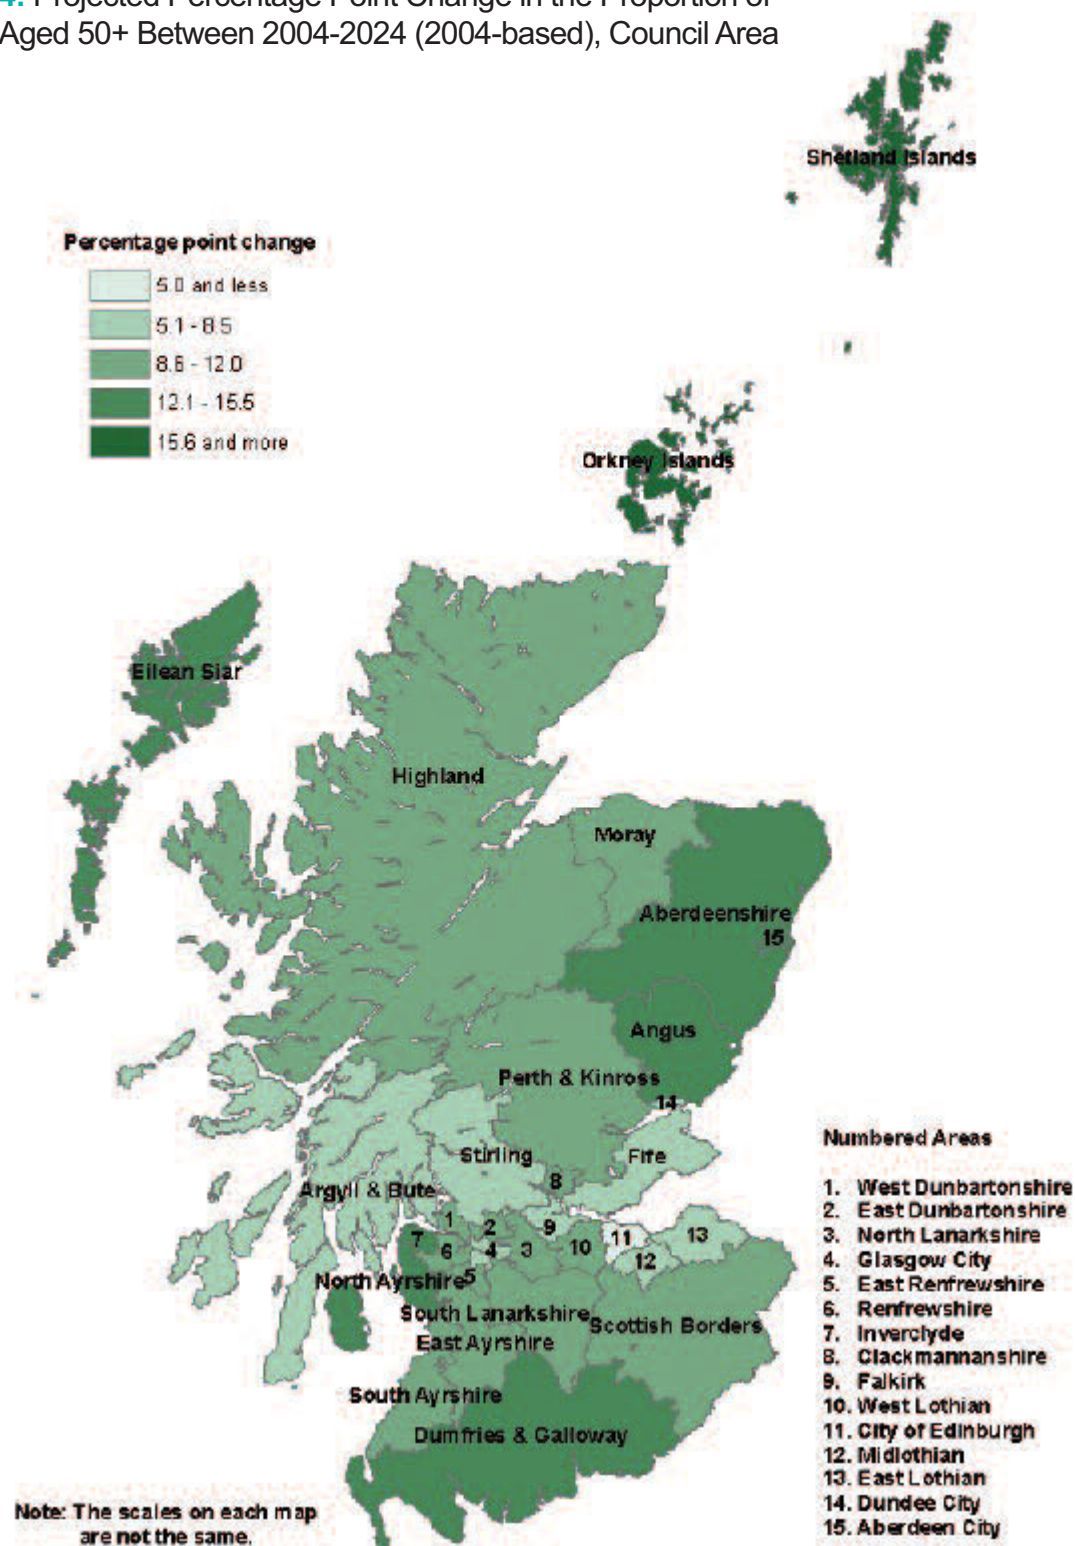 4. Projected Percentage Point Change in the Proportion of
Aged 50+ Between 2004-2024 (2004-based), Council Area
Shetland Islands
Percentage point change
5.0 and less
5.1 - 8.5
8.6 - 12.0
12.1 - 15.5
15.6 and more
Orkney Islands
Eilean Siar
Highland
Moray
Aberdeenshire
15
Angus
Perth & Kinross
14
Stirling
Fife
8
Argyll & Bute
1
2
9
11
13
7
6
4
3
10
12
North Ayrshire
5
South Lanarkshire
Scottish Borders
East Ayrshire
South Ayrshire
Dumfries & Galloway
Numbered Areas
1. West Dunbartonshire
2. East Dunbartonshire
3. North Lanarkshire
4. Glasgow City
5. East Renfrewshire
6. Renfrewshire
7. Inverclyde
8. Clackmannanshire
9. Falkirk
10. West Lothian
11. City of Edinburgh
12. Midlothian
13. East Lothian
14. Dundee City
15. Aberdeen City
Note: The scales on each map
are not the same.